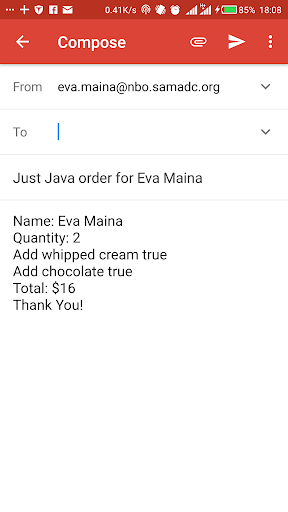 0.41K/s 85% 18:08
Compose
From eva.maina@nbo.samadc.org
To
Just Java order for Eva Maina
Name: Eva Maina
Quantity: 2
Add whipped cream true
Add chocolate true
Total: $16
Thank You!